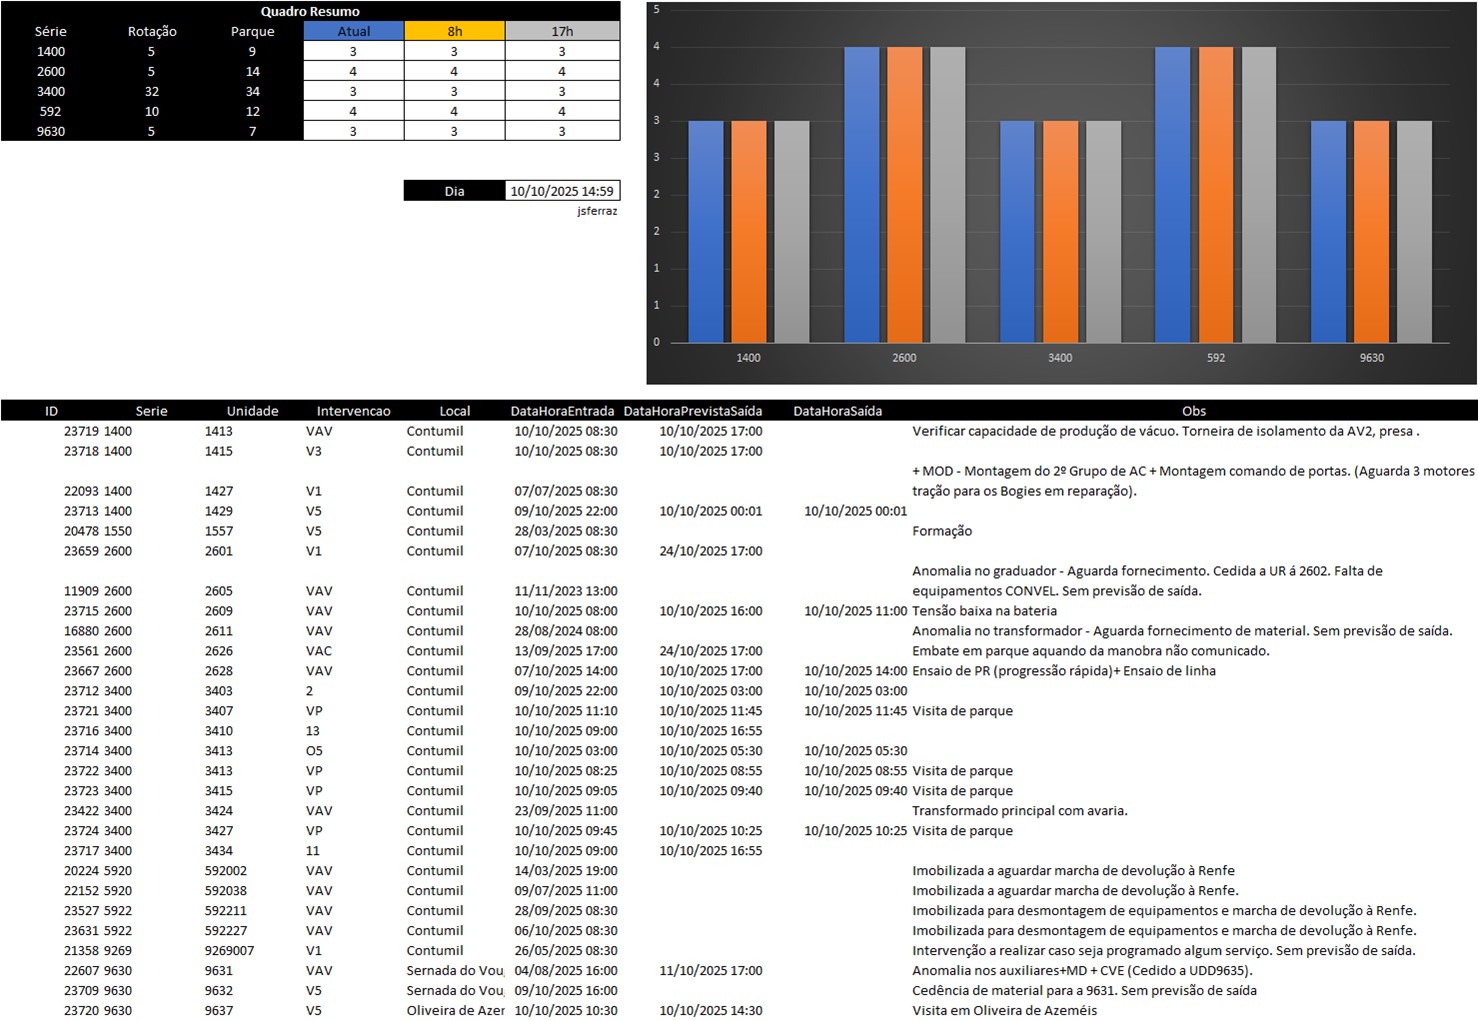 Quadro Resumo
Série Rotação Parque Atual 8h 17h
1400 5 9 3 3 3
2600 5 14 4 4 4
3400 32 34 3 3 3
592 10 12 4 4 4
9630 5 7 3 3 3
Dia 10/10/2025 14:59
jsferraz
5
4
4
3
3
2
2
1
1
0
1400 2600 3400 592 9630
ID Serie Unidade Intervencao Local DataHoraEntrada DataHoraPrevistaSaída DataHoraSaída Obs
23719 1400 1413 VAV Contumil 10/10/2025 08:30 10/10/2025 17:00 Verificar capacidade de produção de vácuo. Torneira de isolamento da AV2, presa .
23718 1400 1415 V3 Contumil 10/10/2025 08:30 10/10/2025 17:00
+ MOD - Montagem do 2º Grupo de AC + Montagem comando de portas. (Aguarda 3 motores
22093 1400 1427 V1 Contumil 07/07/2025 08:30 tração para os Bogies em reparação).
23713 1400 1429 V5 Contumil 09/10/2025 22:00 10/10/2025 00:01 10/10/2025 00:01
20478 1550 1557 V5 Contumil 28/03/2025 08:30 Formação
23659 2600 2601 V1 Contumil 07/10/2025 08:30 24/10/2025 17:00
Anomalia no graduador - Aguarda fornecimento. Cedida a UR á 2602. Falta de
11909 2600 2605 VAV Contumil 11/11/2023 13:00 equipamentos CONVEL. Sem previsão de saída.
23715 2600 2609 VAV Contumil 10/10/2025 08:00 10/10/2025 16:00 10/10/2025 11:00 Tensão baixa na bateria
16880 2600 2611 VAV Contumil 28/08/2024 08:00 Anomalia no transformador - Aguarda fornecimento de material. Sem previsão de saída.
23561 2600 2626 VAC Contumil 13/09/2025 17:00 24/10/2025 17:00 Embate em parque aquando da manobra não comunicado.
23667 2600 2628 VAV Contumil 07/10/2025 14:00 10/10/2025 17:00 10/10/2025 14:00 Ensaio de PR (progressão rápida)+ Ensaio de linha
23712 3400 3403 2 Contumil 09/10/2025 22:00 10/10/2025 03:00 10/10/2025 03:00
23721 3400 3407 VP Contumil 10/10/2025 11:10 10/10/2025 11:45 10/10/2025 11:45 Visita de parque
23716 3400 3410 13 Contumil 10/10/2025 09:00 10/10/2025 16:55
23714 3400 3413 O5 Contumil 10/10/2025 03:00 10/10/2025 05:30 10/10/2025 05:30
23722 3400 3413 VP Contumil 10/10/2025 08:25 10/10/2025 08:55 10/10/2025 08:55 Visita de parque
23723 3400 3415 VP Contumil 10/10/2025 09:05 10/10/2025 09:40 10/10/2025 09:40 Visita de parque
23422 3400 3424 VAV Contumil 23/09/2025 11:00 Transformado principal com avaria.
23724 3400 3427 VP Contumil 10/10/2025 09:45 10/10/2025 10:25 10/10/2025 10:25 Visita de parque
23717 3400 3434 11 Contumil 10/10/2025 09:00 10/10/2025 16:55
20224 5920 592002 VAV Contumil 14/03/2025 19:00 Imobilizada a aguardar marcha de devolução à Renfe
22152 5920 592038 VAV Contumil 09/07/2025 11:00 Imobilizada a aguardar marcha de devolução à Renfe.
23527 5922 592211 VAV Contumil 28/09/2025 08:30 Imobilizada para desmontagem de equipamentos e marcha de devolução à Renfe.
23631 5922 592227 VAV Contumil 06/10/2025 08:30 Imobilizada para desmontagem de equipamentos e marcha de devolução à Renfe.
21358 9269 9269007 V1 Contumil 26/05/2025 08:30 Intervenção a realizar caso seja programado algum serviço. Sem previsão de saída.
22607 9630 9631 VAV Sernada do Vou 04/08/2025 16:00 11/10/2025 17:00 Anomalia nos auxiliares+MD + CVE (Cedido a UDD9635).
23709 9630 9632 V5 Sernada do Vou 09/10/2025 16:00 Cedência de material para a 9631. Sem previsão de saída
23720 9630 9637 V5 Oliveira de Azer 10/10/2025 10:30 10/10/2025 14:30 Visita em Oliveira de Azeméis